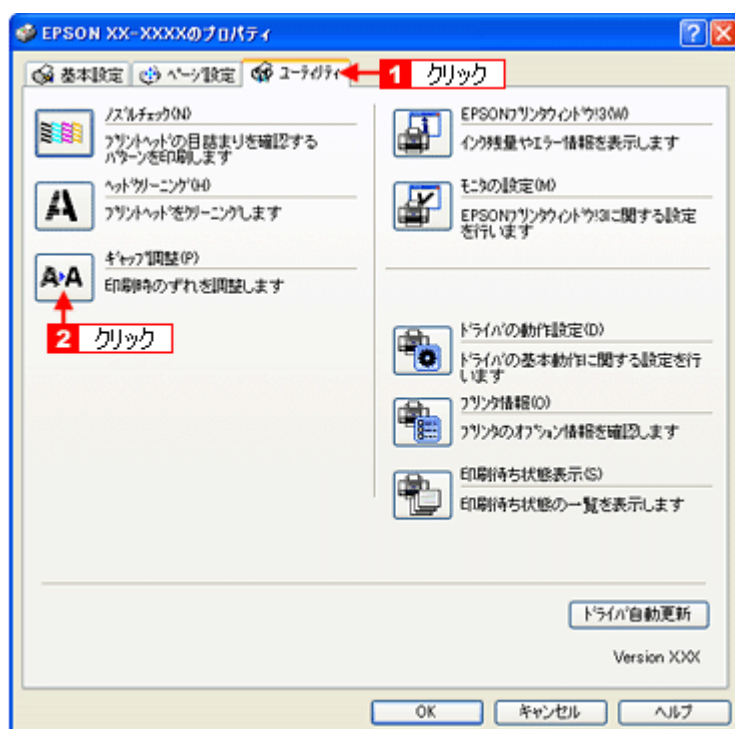 EPSON XX-XXXXのプロパティ
基本設定 ページ設定 ユーティリティ 1 クリック
ノズルチェック(N)
プリントヘッドの目詰まりを確認する
パターンを印刷します
ヘッドクリーニング(H)
プリントヘッドをクリーニングします
ギャップ調整(P)
印刷時のずれを調整します
2 クリック
EPSONプリンタウィンドウ!3(W)
インク残量やエラー情報を表示します
モニタの設定(M)
EPSONプリンタウィンドウ!3に関する設定
を行います
ドライバの動作設定(D)
ドライバの基本動作に関する設定を行
います
プリンタ情報(O)
プリンタのオプション情報を確認します
印刷待ち状態表示(S)
印刷待ち状態の一覧を表示します
ドライバ自動更新
Version XXX
OK キャンセル ヘルプ